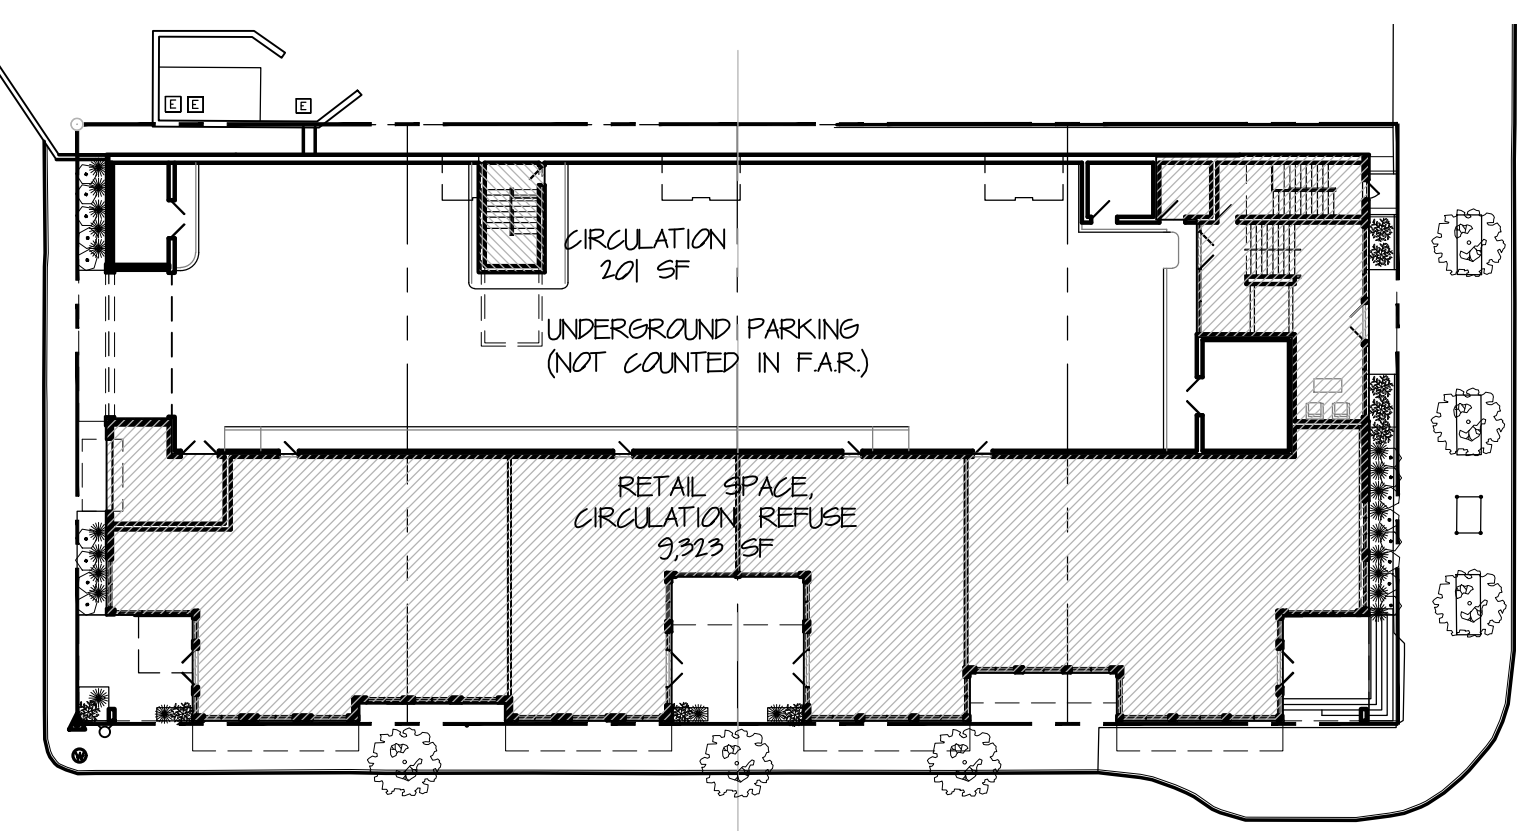 E E E
CIRCULATION
201 SF
UNDERGROUND PARKING
(NOT COUNTED IN F.A.R.)
RETAIL SPACE,
CIRCULATION REFUSE
9,323 SF
W